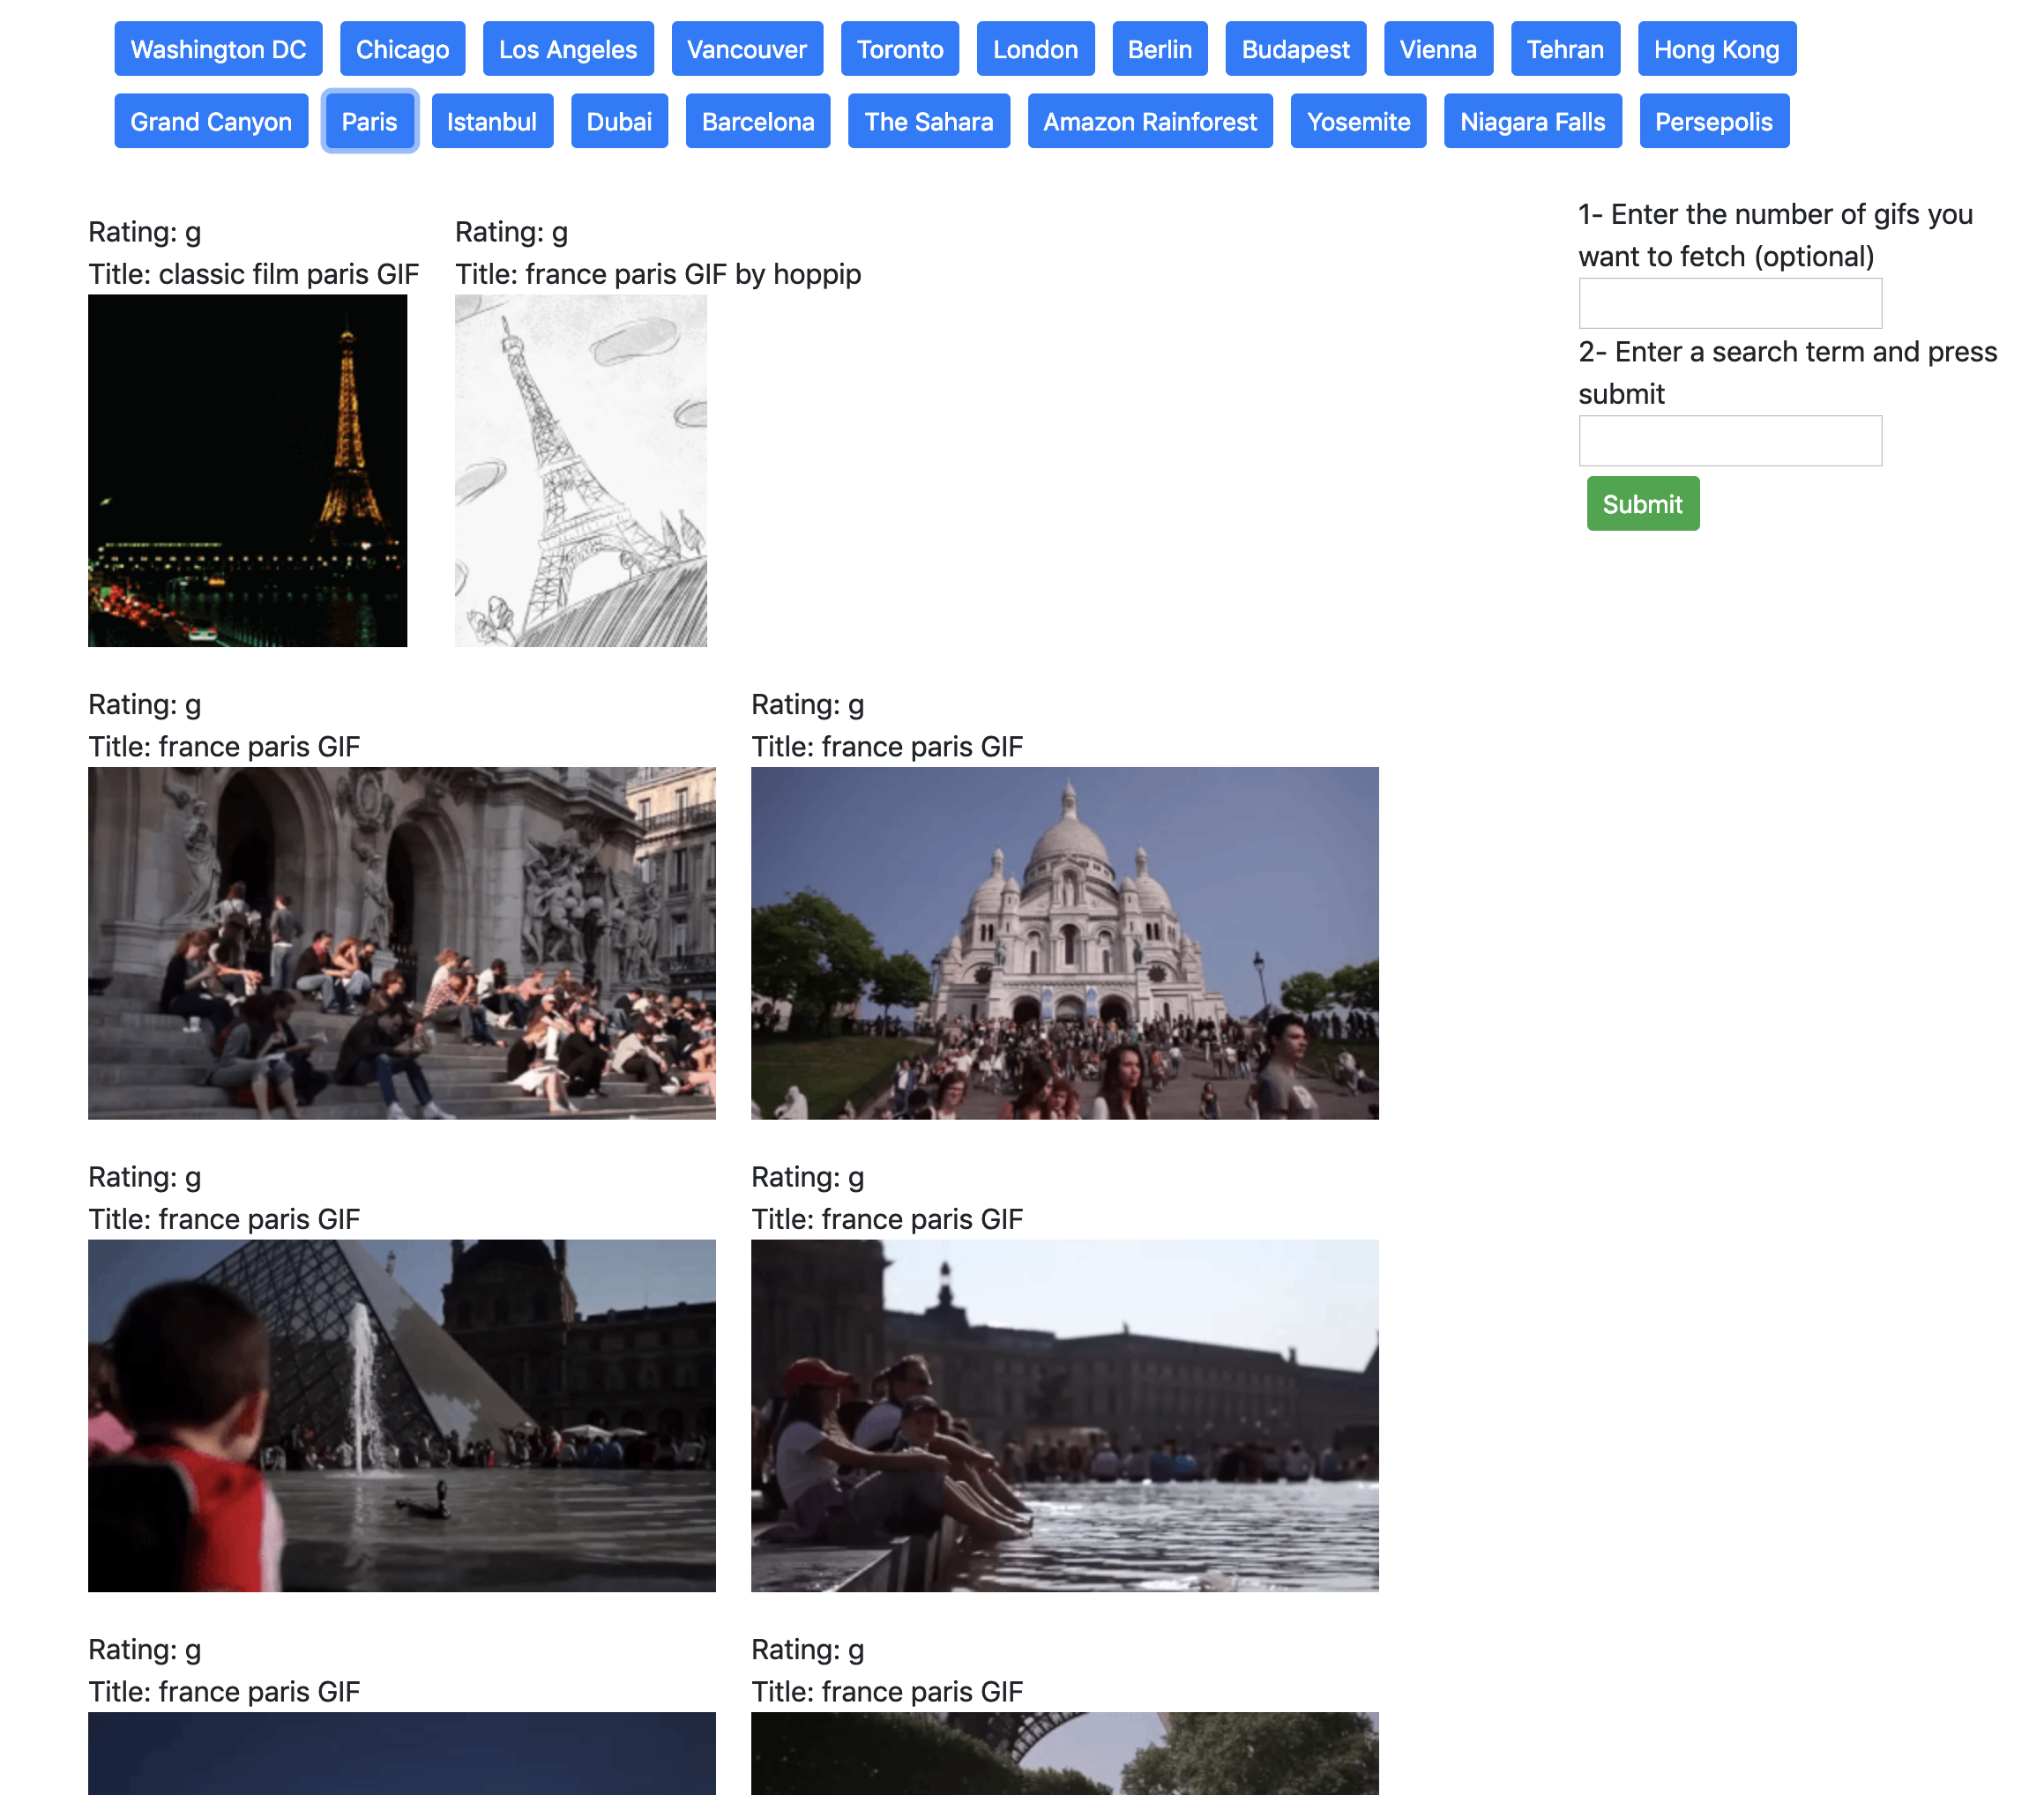 Washington DC Chicago Los Angeles Vancouver Toronto London Berlin Budapest Vienna Tehran Hong Kong
Grand Canyon Paris Istanbul Dubai Barcelona The Sahara Amazon Rainforest Yosemite Niagara Falls Persepolis
Rating: g
Title: classic film paris GIF
Rating: g
Title: france paris GIF by hoppip
1- Enter the number of gifs you
want to fetch (optional)
2- Enter a search term and press
submit
Submit
Rating: g
Title: france paris GIF
Rating: g
Title: france paris GIF
Rating: g
Title: france paris GIF
Rating: g
Title: france paris GIF
Rating: g
Title: france paris GIF
Rating: g
Title: france paris GIF